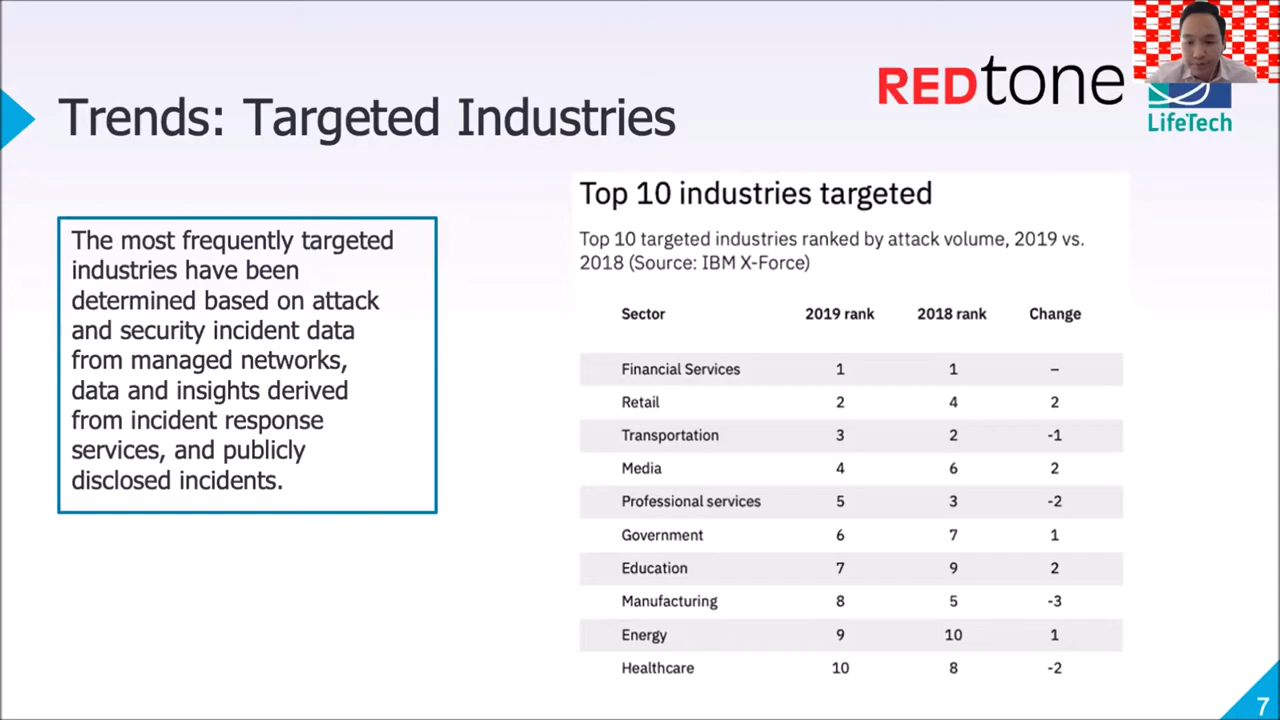 REDtone
LifeTech
Trends: Targeted Industries
The most frequently targeted
industries have been
determined based on attack
and security incident data
from managed networks,
data and insights derived
from incident response
services, and publicly
disclosed incidents.
Top 10 industries targeted
Top 10 targeted industries ranked by attack volume, 2019 vs.
2018 (Source: IBM X-Force)
Sector 2019 rank 2018 rank Change
Financial Services 1 1 –
Retail 2 4 2
Transportation 3 2 -1
Media 4 6 2
Professional services 5 3 -2
Government 6 7 1
Education 7 9 2
Manufacturing 8 5 -3
Energy 9 10 1
Healthcare 10 8 -2
7